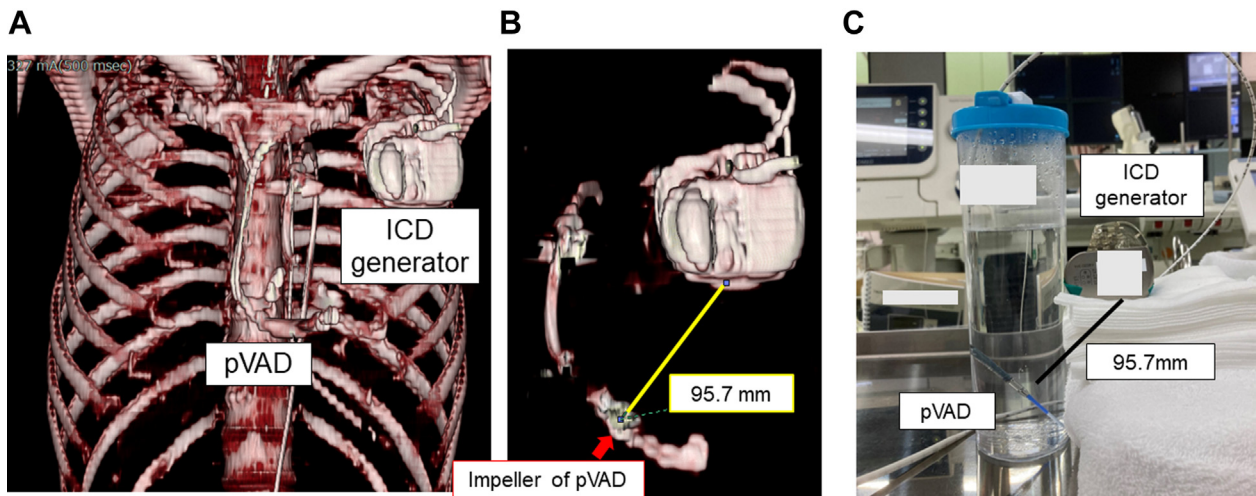 A
B
C
327 mA(500 msec)
ICD
generator
pVAD
95.7 mm
Impeller of pVAD
ICD
generator
95.7mm
pVAD